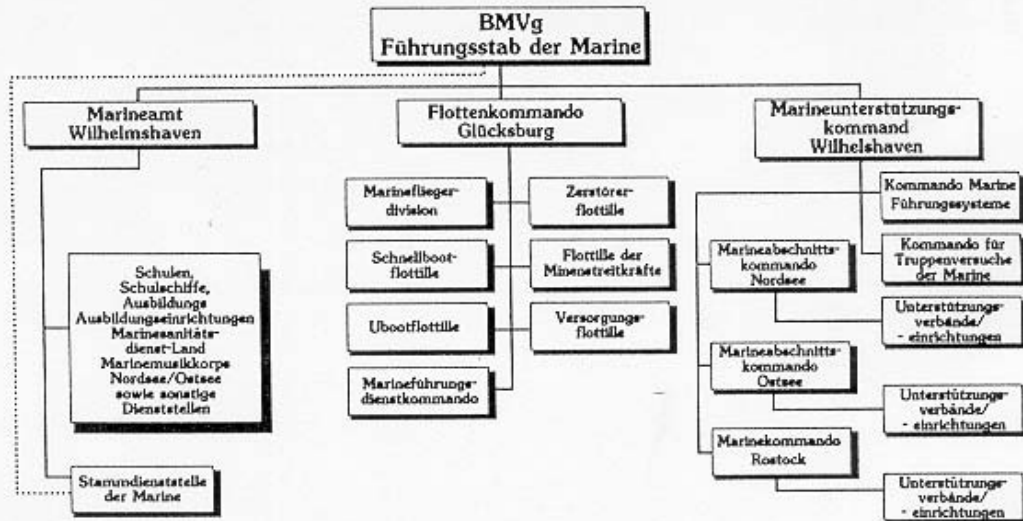 BMVg
Führungsstab der Marine
Marineamt
Wilhelmshaven
Flottenkommando
Glücksburg
Marineunterstützungs-
kommand
Wilhelshaven
Marineflieger-
division
Zerstörer-
flottille
Schnellboot-
flottille
Flottille der
Minenstreitkräfte
Ubootflottille
Versorgungs-
flottille
Marineführungs-
dienstkommando
Schulen,
Schulschiffe,
Ausbildungs
Ausbildungseinrichtungen
Marinesanitäts-
dienst-Land
Marinemusikkorps
Nordsee/Ostsee
sowie sonstige
Dienststellen
Stammdienststelle
der Marine
Kommando Marine
Führungssysteme
Kommando für
Truppenversuche
der Marine
Marineabschnitts-
kommando
Nordsee
Unterstützungs-
verbände/
- einrichtungen
Marineabschnitts-
kommando
Ostsee
Unterstützungs-
verbände/
- einrichtungen
Marinekommando
Rostock
Unterstützungs-
verbände/
- einrichtungen